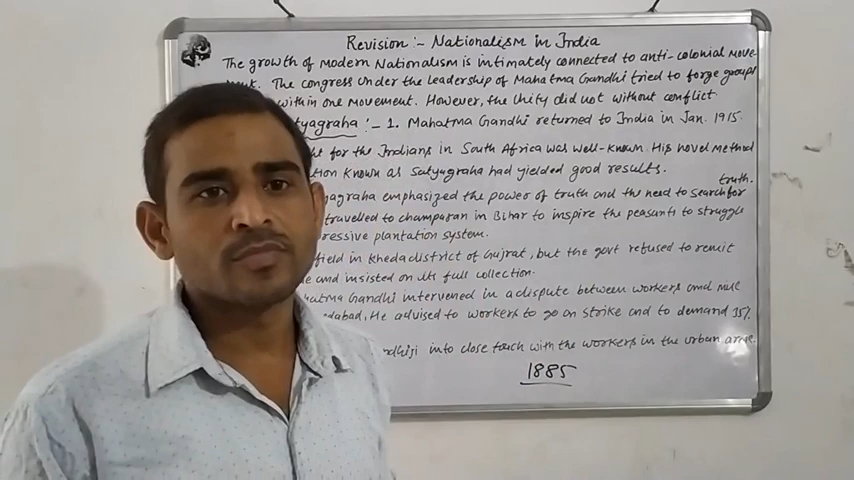 Revision :- Nationalism in India
The growth of modern Nationalism is intimately connected to anti-colonial move-
ment. The congress under the leadership of Mahatma Gandhi tried to forge groups
within one movement. However, the Unity did not without conflict
tyagraha :- 1. Mahatma Gandhi returned to India in Jan. 1915.
ht for the Indians in South Africa was well-known. His novel method
tion known as Satyagraha had yielded good results.
yagraha emphasized the power of truth and the need to search for truth.
travelled to champaran in Bihar to inspire the peasants to struggle
ressive plantation system.
field in Kheda district of Gujrat, but the govt refused to remit
e and insisted on its full collection.
hatma Gandhi intervened in a dispute between workers and mill
edabad, He advised to workers to go on strike and to demand 35%
ndhiji into close touch with the workers in the urban area.
1885